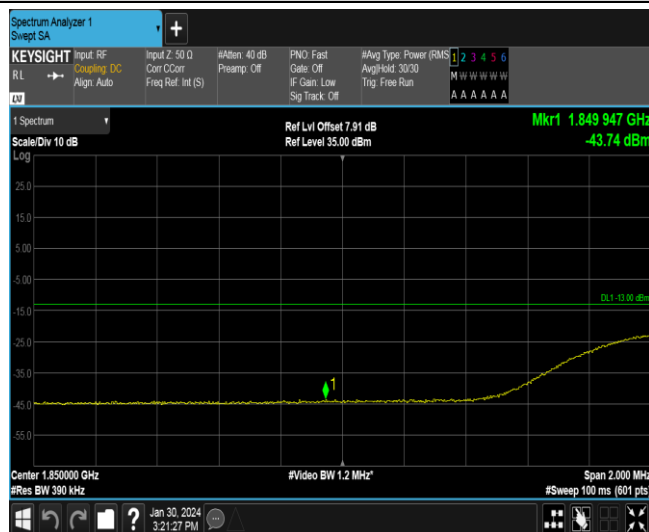 Spectrum Analyzer 1
Swept SA
+
KEYSIGHT
RL
LXI
Input: RF
Coupling: DC
Align: Auto
Input Z: 50 Ω
Corr CCorr
Freq Ref: Int (S)
#Atten: 40 dB
Preamp: Off
PNO: Fast
Gate: Off
IF Gain: Low
Sig Track: Off
#Avg Type: Power (RMS
Avg|Hold: 30/30
Trig: Free Run
1 2 3 4 5 6
M W W W W W
A A A A A A
1 Spectrum
Scale/Div 10 dB
Log
Ref Lvl Offset 7.91 dB
Ref Level 35.00 dBm
Mkr1 1.849 947 GHz
-43.74 dBm
25.0
15.0
5.00
-5.00
-15.0
-25.0
-35.0
-45.0
-55.0
DL1 -13.00 dBm
1
Center 1.850000 GHz
#Res BW 390 kHz
#Video BW 1.2 MHz*
Span 2.000 MHz
#Sweep 100 ms (601 pts)
?
Jan 30, 2024
3:21:27 PM